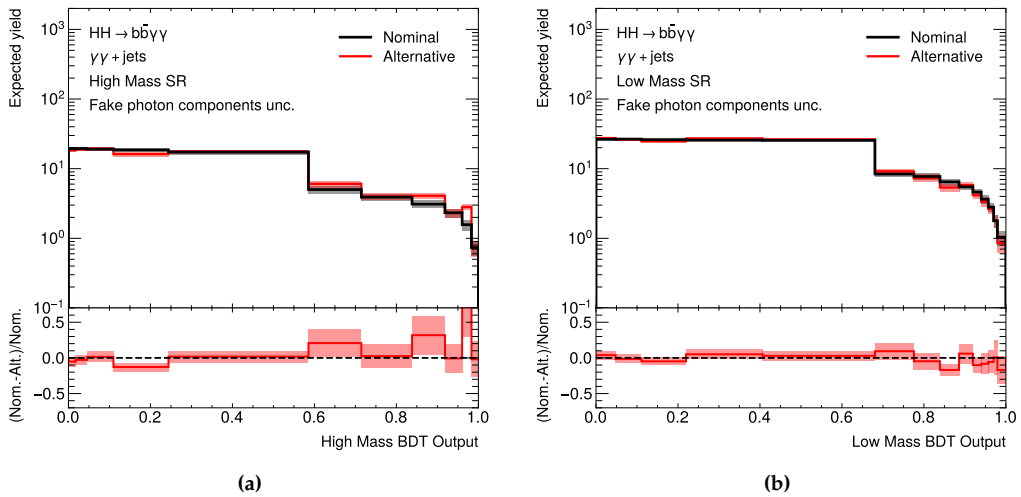 Expected yield
10³
10²
10¹
10⁰
10⁻¹
HH → bb̄γγ
γγ + jets
High Mass SR
Fake photon components unc.
Nominal
Alternative
(Nom.-Alt.)/Nom.
0.5
0.0
−0.5
0.0 0.2 0.4 0.6 0.8 1.0
High Mass BDT Output
(a)
Expected yield
10³
10²
10¹
10⁰
10⁻¹
HH → bb̄γγ
γγ + jets
Low Mass SR
Fake photon components unc.
Nominal
Alternative
(Nom.-Alt.)/Nom.
0.5
0.0
−0.5
0.0 0.2 0.4 0.6 0.8 1.0
Low Mass BDT Output
(b)